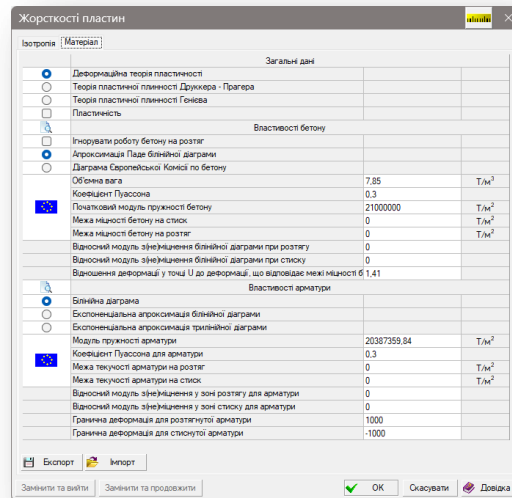 Жорсткості пластин
Ізотропія Матеріал
Загальні дані
Деформаційна теорія пластичності
Теорія пластичної плинності Друккера - Прагера
Теорія пластичної плинності Генієва
Пластичність
Властивості бетону
Ігнорувати роботу бетону на розтяг
Апроксимація Паде білінійної діаграми
Діаграма Європейської Комісії по бетону
Об'ємна вага 7,85 Т/м³
Коефіцієнт Пуассона 0,3
Початковий модуль пружності бетону 21000000 Т/м²
Межа міцності бетону на стиск 0 Т/м²
Межа міцності бетону на розтяг 0 Т/м²
Відносний модуль з(не)міцнення білінійної діаграми при розтягу 0
Відносний модуль з(не)міцнення білінійної діаграми при стиску 0
Відношення деформації у точці U до деформації, що відповідає межі міцності б 1,41
Властивості арматури
Білінійна діаграма
Експоненціальна апроксимація білінійної діаграми
Експоненціальна апроксимація трилінійної діаграми
Модуль пружності арматури 20387359,84 Т/м²
Коефіцієнт Пуассона для арматури 0,3
Межа текучості арматури на розтяг 0 Т/м²
Межа текучості арматури на стиск 0 Т/м²
Відносний модуль з(не)міцнення у зоні розтягу для арматури 0
Відносний модуль з(не)міцнення у зоні стиску для арматури 0
Гранична деформація для розтягнутої арматури 1000
Гранична деформація для стиснутої арматури -1000
Експорт Імпорт
Замінити та вийти Замінити та продовжити OK Скасувати Довідка